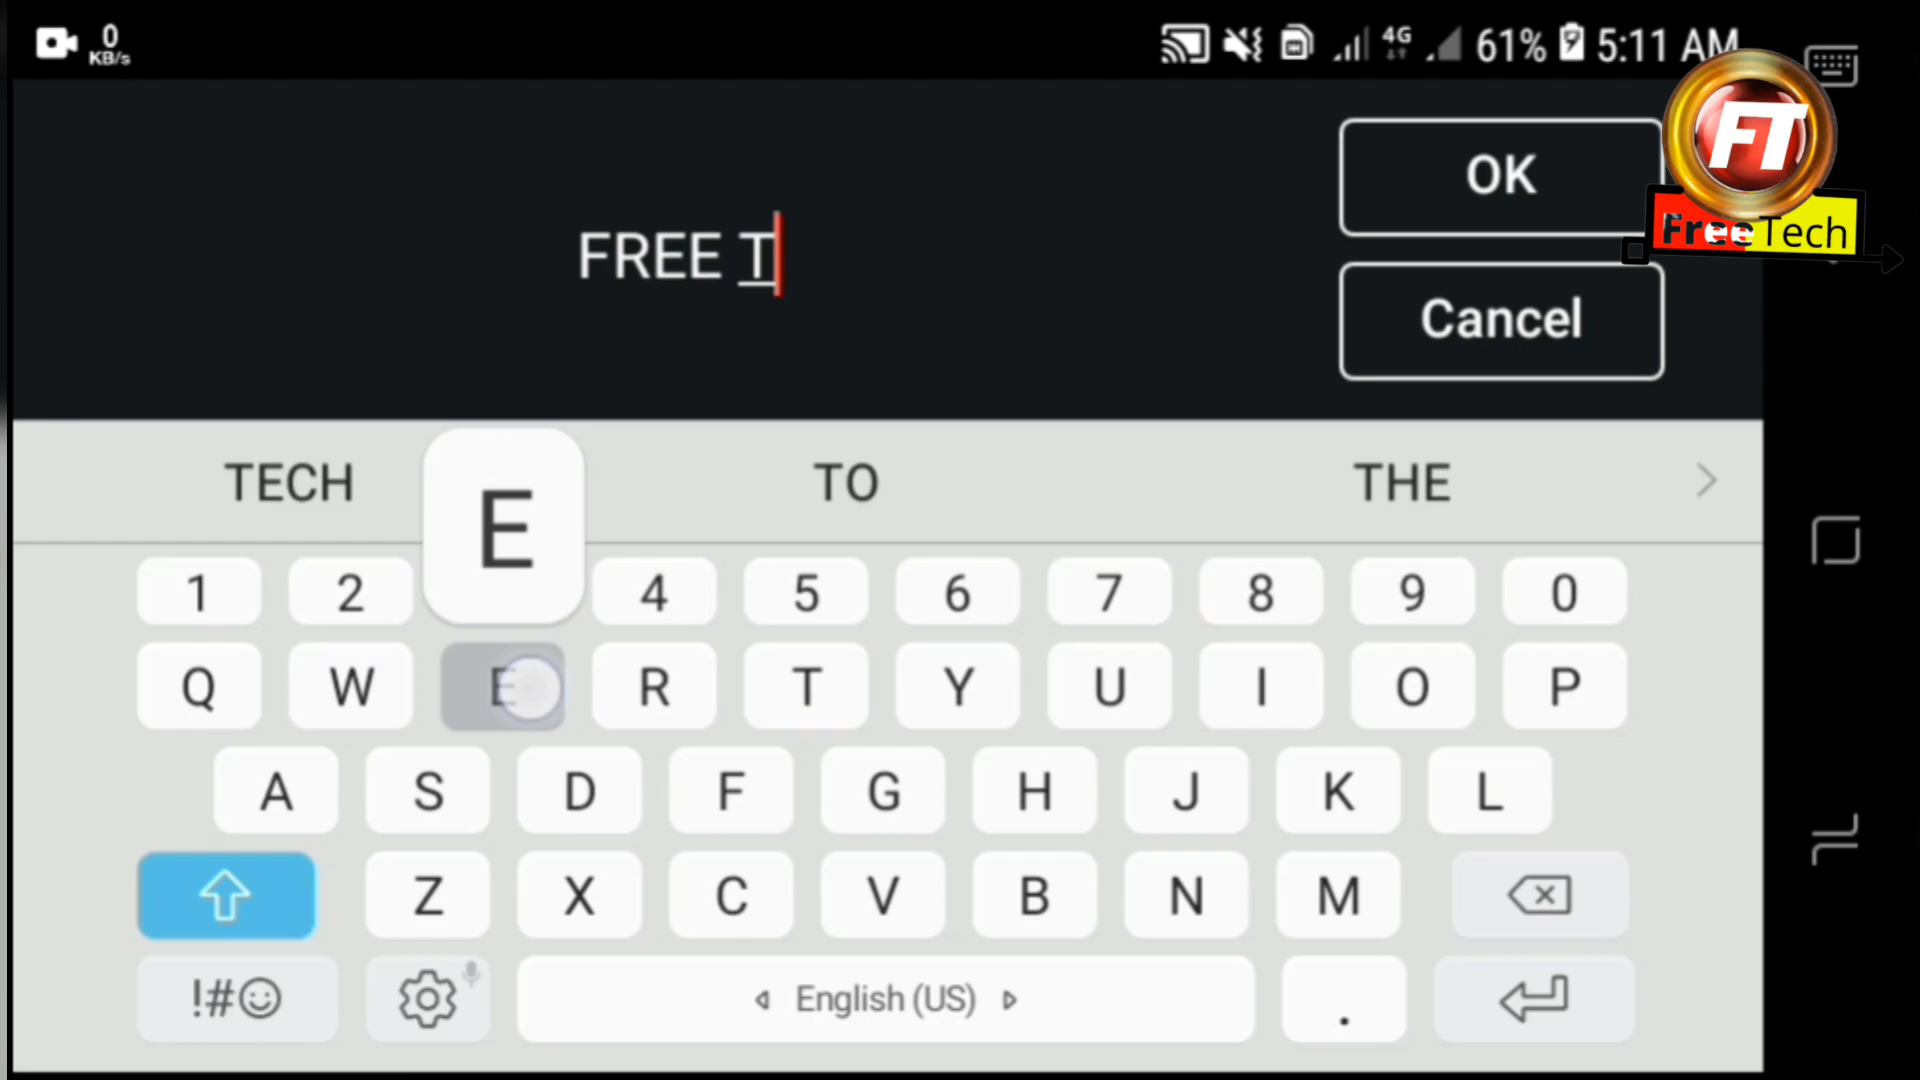 0
KB/s
4G
61%
5:11 AM
FT
FreeTech
OK
FREE T
Cancel
TECH
TO
THE
E
1 2 4 5 6 7 8 9 0
Q W E R T Y U I O P
A S D F G H J K L
Z X C V B N M
!#☺
English (US)
.